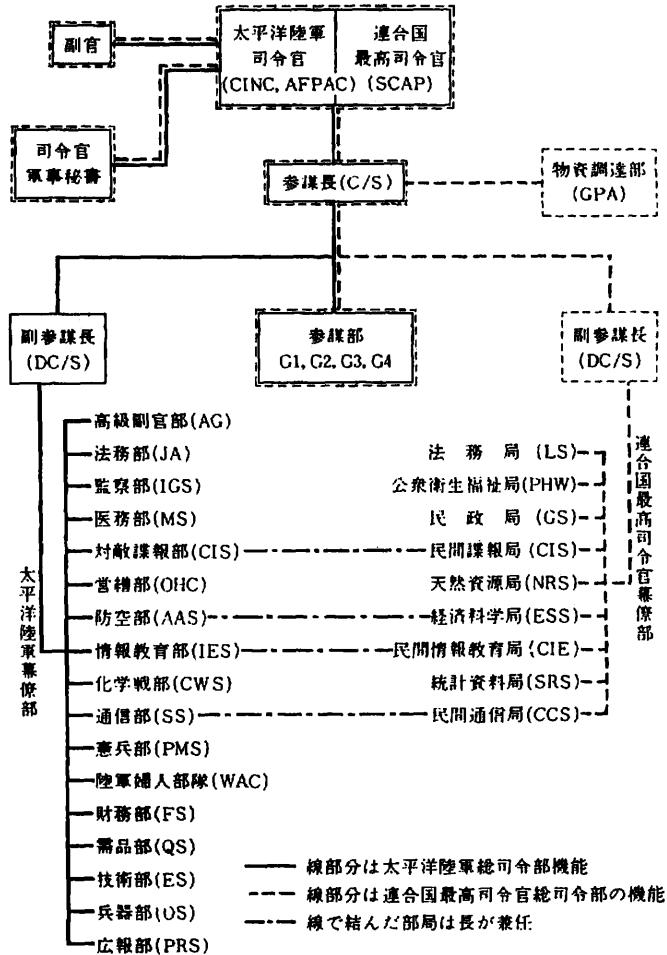 副官
太平洋陸軍
司令官
(CINC, AFPAC)
連合国
最高司令官
(SCAP)
司令官
軍事秘書
参謀長(C/S)
物資調達部
(GPA)
副参謀長
(DC/S)
参謀部
G1, G2, G3, G4
副参謀長
(DC/S)
太平洋陸軍幕僚部
高級副官部(AG)
法務部(JA)
監察部(IGS)
医務部(MS)
対敵諜報部(CIS)
営繕部(OHC)
防空部(AAS)
情報教育部(IES)
化学戦部(CWS)
通信部(SS)
憲兵部(PMS)
陸軍婦人部隊(WAC)
財務部(FS)
需品部(QS)
技術部(ES)
兵器部(OS)
広報部(PRS)
法務局(LS)
公衆衛生福祉局(PHW)
民政局(GS)
民間諜報局(CIS)
天然資源局(NRS)
経済科学局(ESS)
民間情報教育局(CIE)
統計資料局(SRS)
民間通信局(CCS)
連合国最高司令官幕僚部
線部分は太平洋陸軍総司令部機能
線部分は連合国最高司令官総司令部の機能
線で結んだ部局は長が兼任